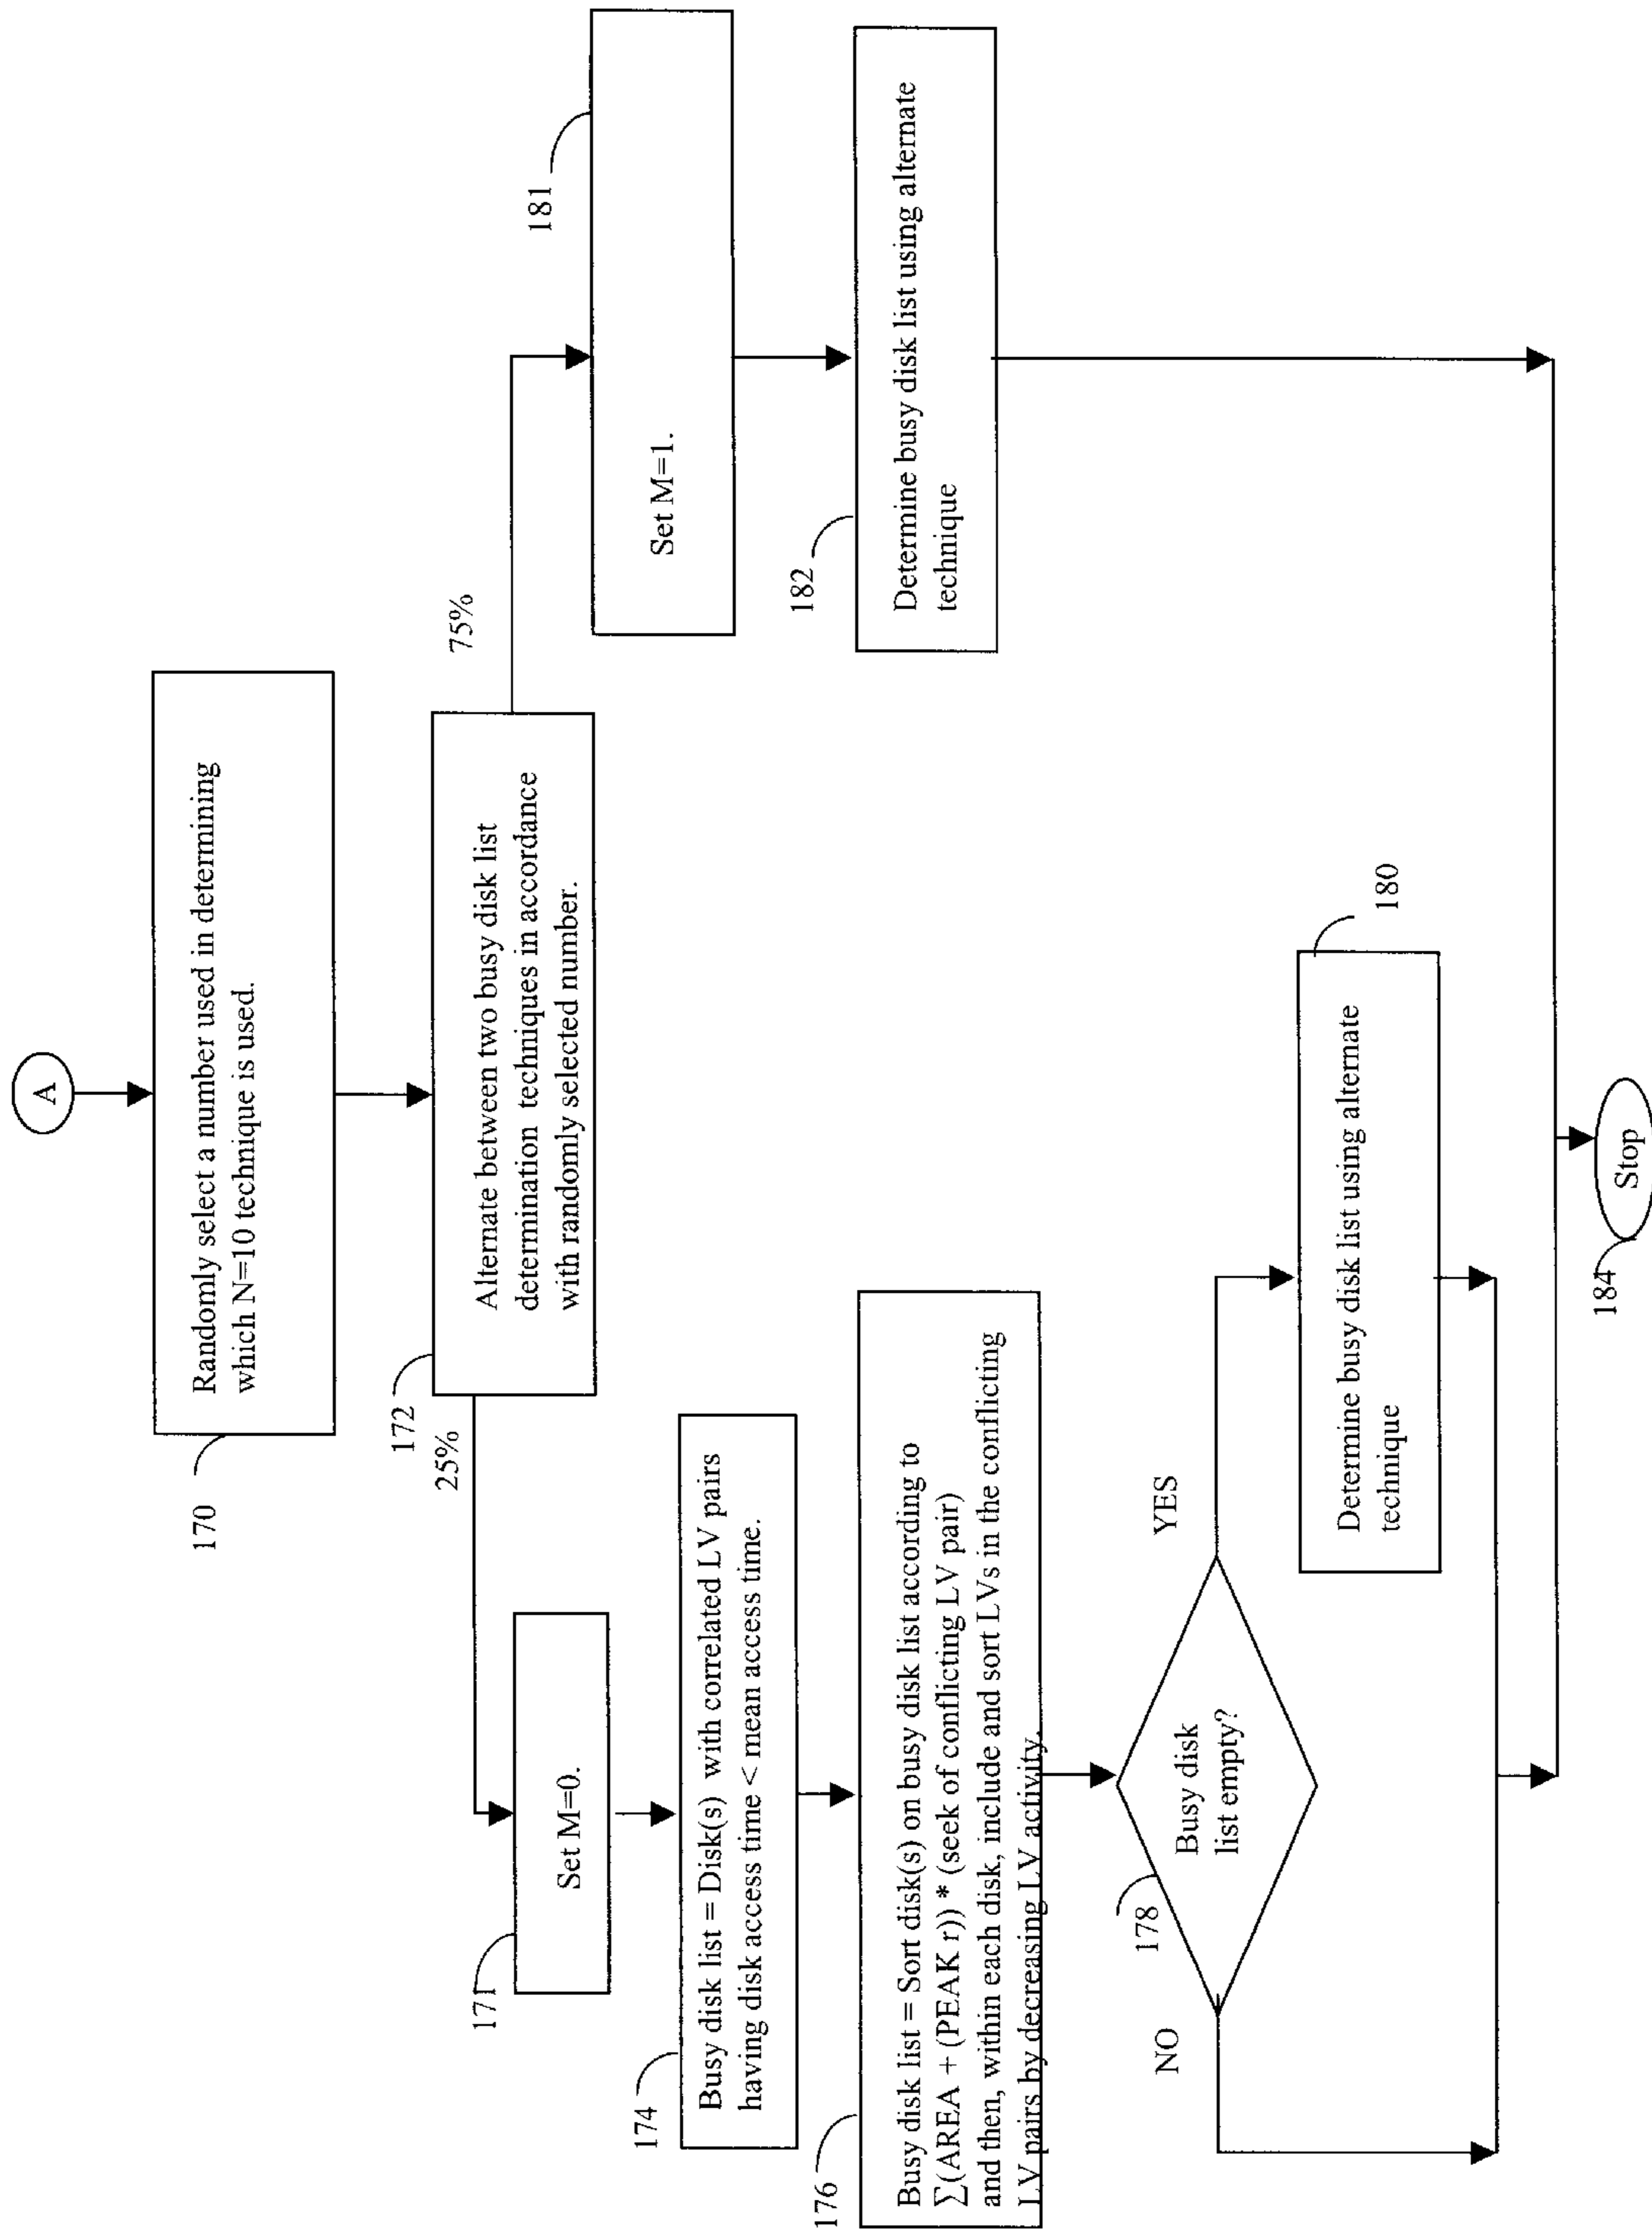 A
170
Randomly select a number used in determining
which N=10 technique is used.
172
Alternate between two busy disk list
determination techniques in accordance
with randomly selected number.
25%
75%
171
Set M=0.
181
Set M=1.
174
Busy disk list = Disk(s) with correlated LV pairs
having disk access time < mean access time.
182
Determine busy disk list using alternate
technique
176
Busy disk list = Sort disk(s) on busy disk list according to
∑(AREA + (PEAK r)) * (seek of conflicting LV pair)
and then, within each disk, include and sort LVs in the conflicting
LV pairs by decreasing LV activity.
178
Busy disk
list empty?
NO
YES
180
Determine busy disk list using alternate
technique
184
Stop